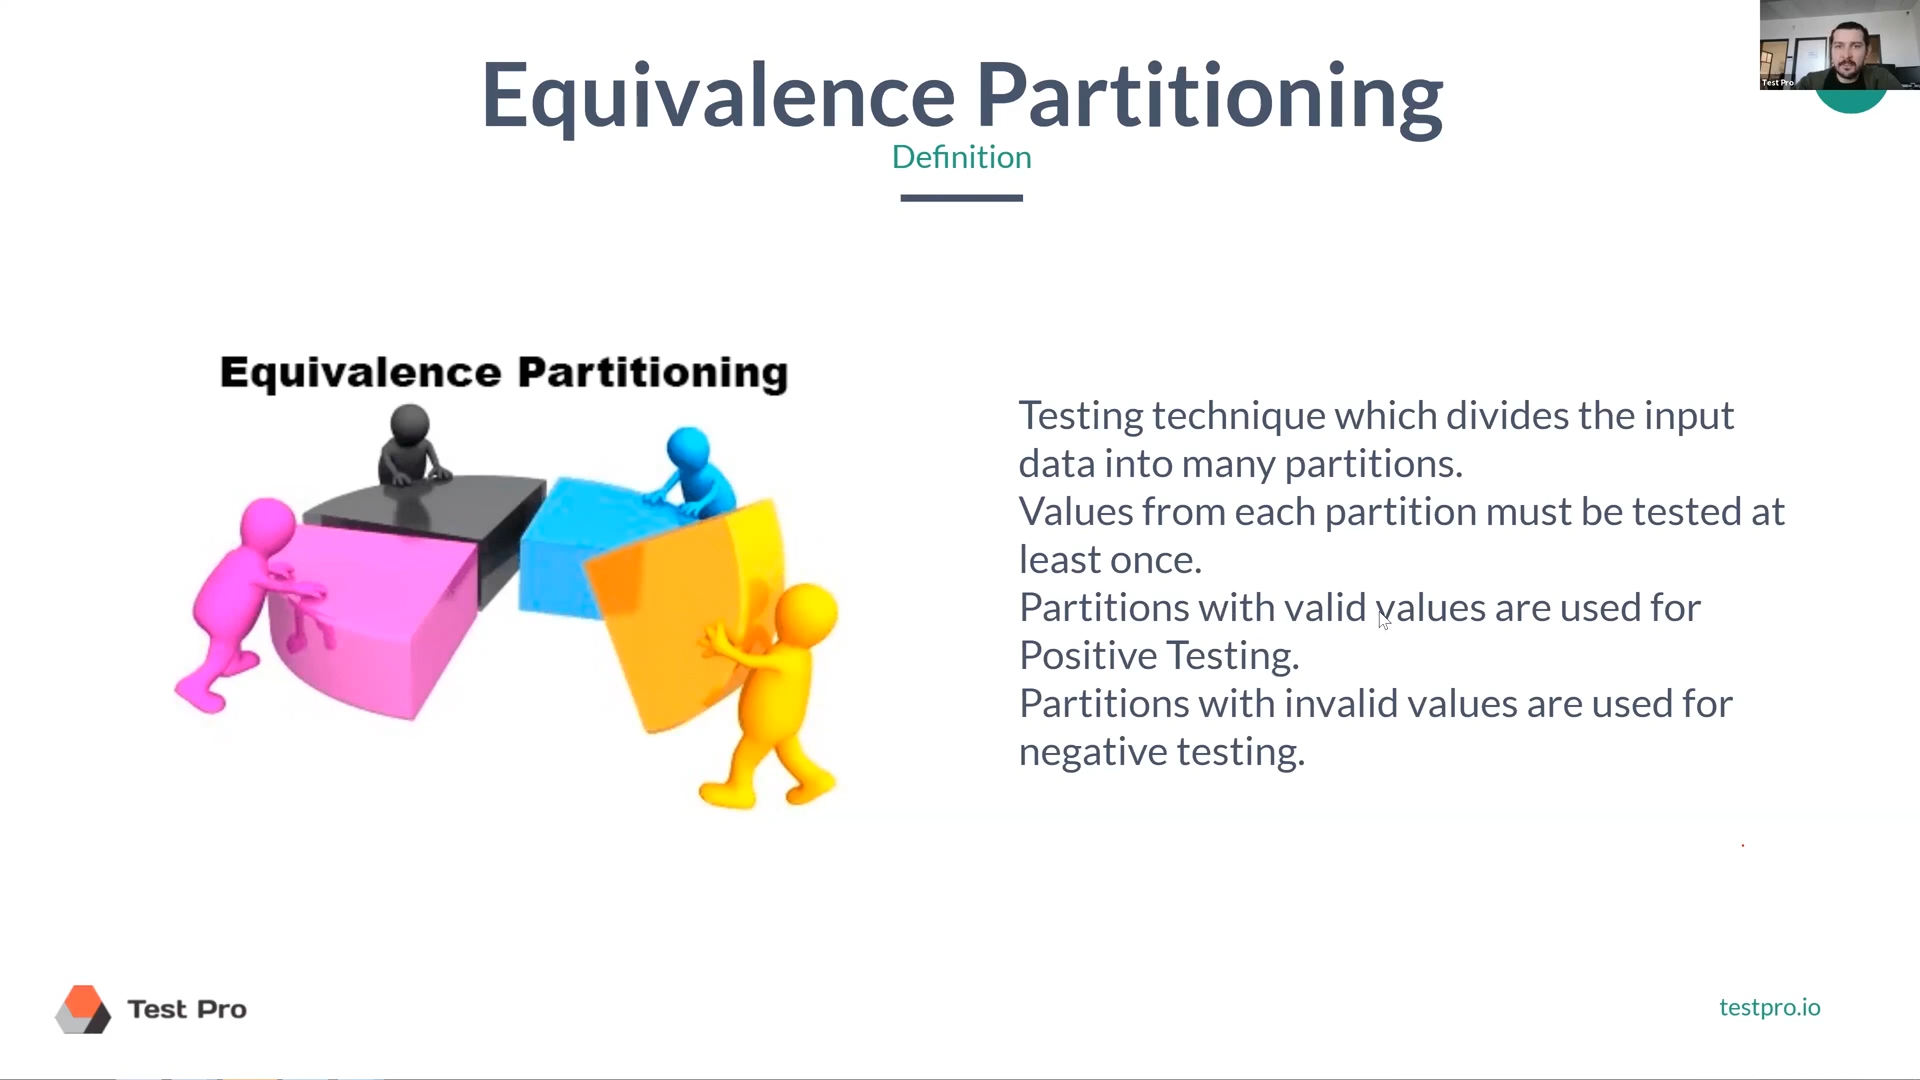 Equivalence Partitioning
Definition
Test Pro
Equivalence Partitioning
Testing technique which divides the input
data into many partitions.
Values from each partition must be tested at
least once.
Partitions with valid values are used for
Positive Testing.
Partitions with invalid values are used for
negative testing.
Test Pro
testpro.io